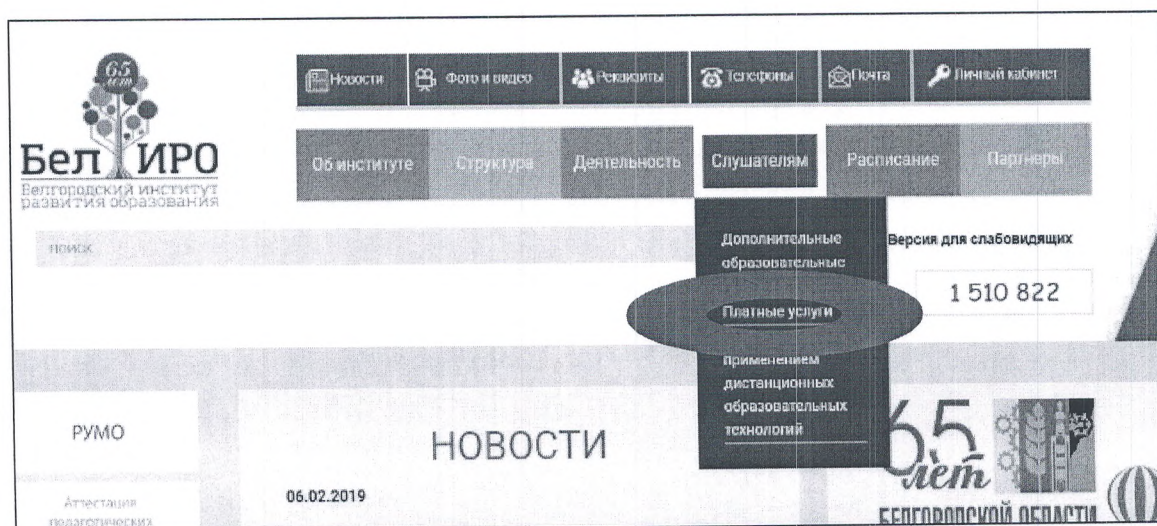 65
лет
Бел ИРО
Белгородский институт
развития образования
Новости Фото и видео Реквизиты Телефоны Почта Личный кабинет
Об институте Структура Деятельность Слушателям Расписание Партнеры
поиск
Дополнительные
образовательные
Платные услуги
применением
дистанционных
образовательных
технологий
Версия для слабовидящих
1 510 822
РУМО
Аттестация
педагогических
НОВОСТИ
06.02.2019
65
лет
БЕЛГОРОДСКОЙ ОБЛАСТИ